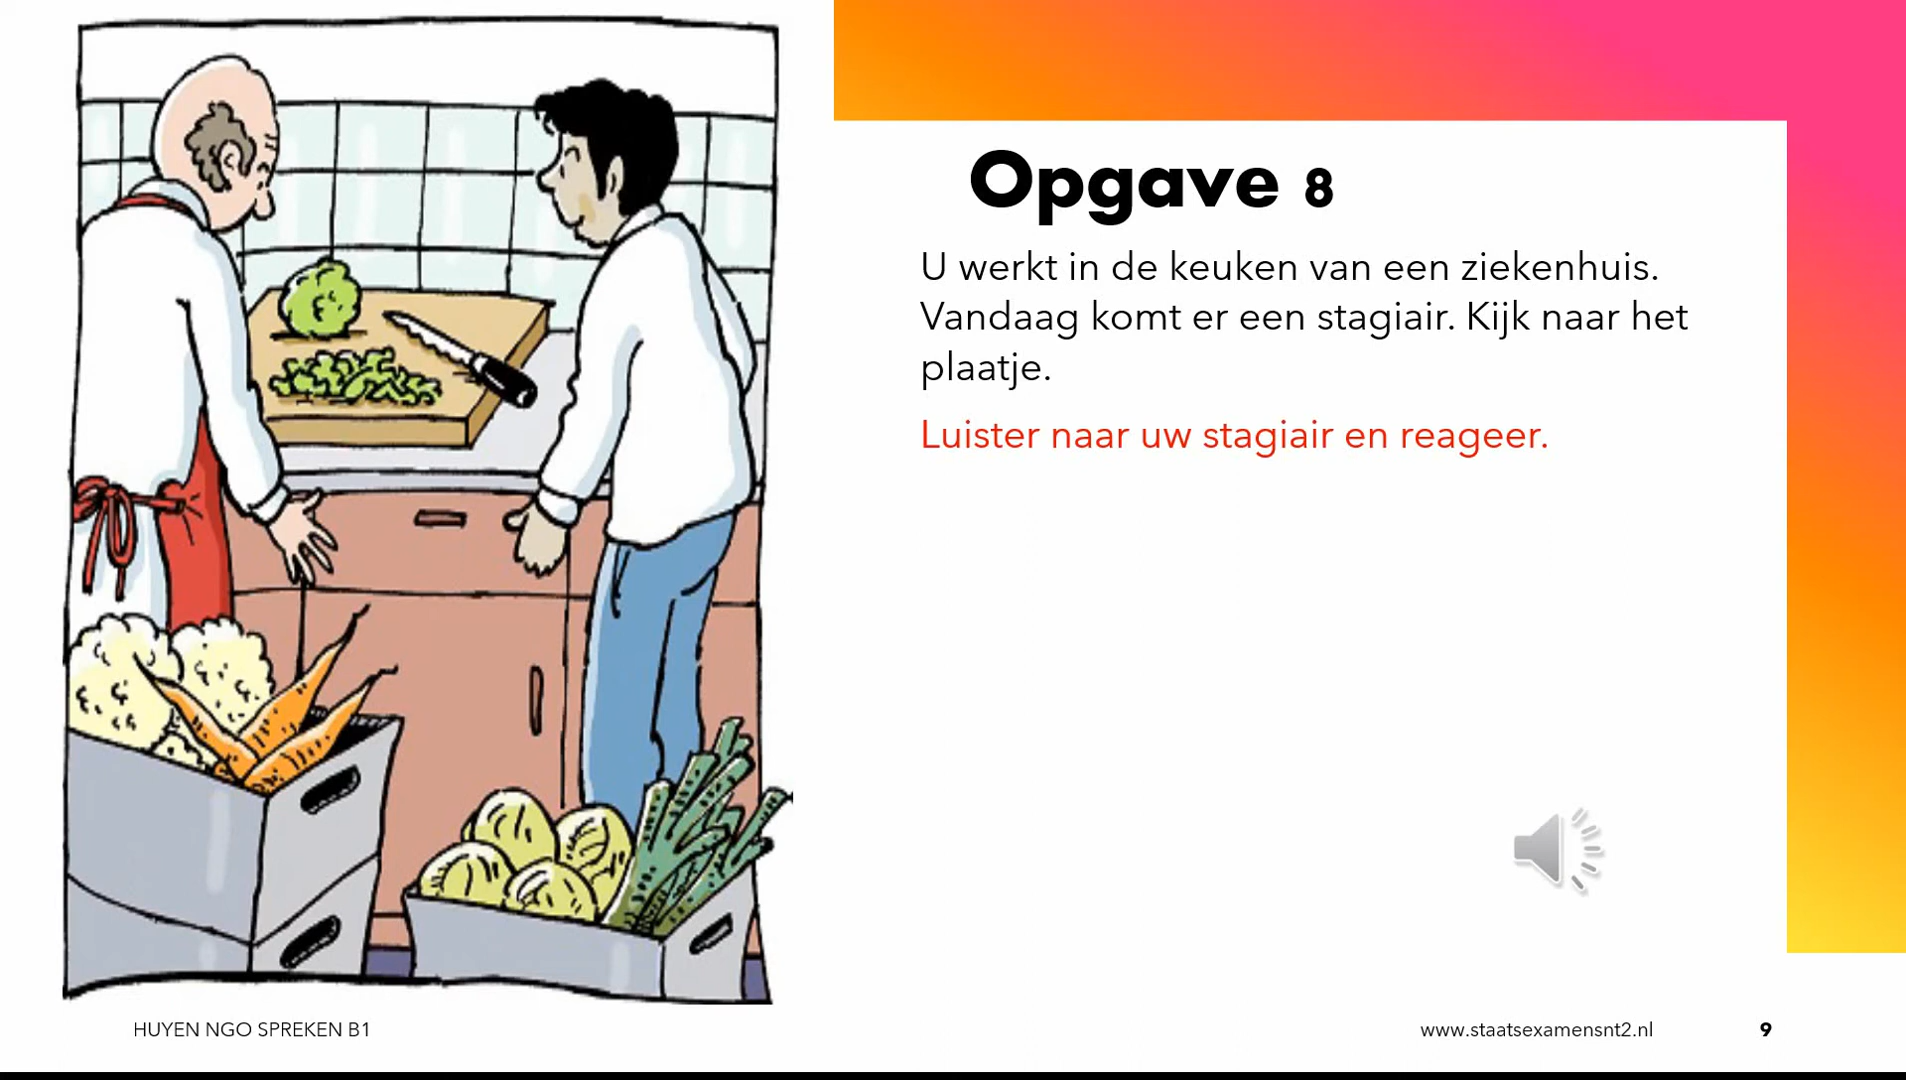 Opgave 8
U werkt in de keuken van een ziekenhuis.
Vandaag komt er een stagiair. Kijk naar het
plaatje.
Luister naar uw stagiair en reageer.
HUYEN NGO SPREKEN B1
www.staatsexamensnt2.nl
9